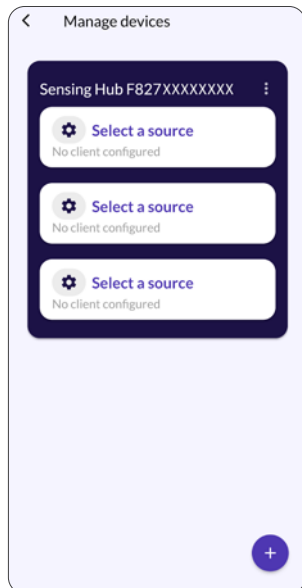 Manage devices
Sensing Hub F827XXXXXXXX
Select a source
No client configured
Select a source
No client configured
Select a source
No client configured
+